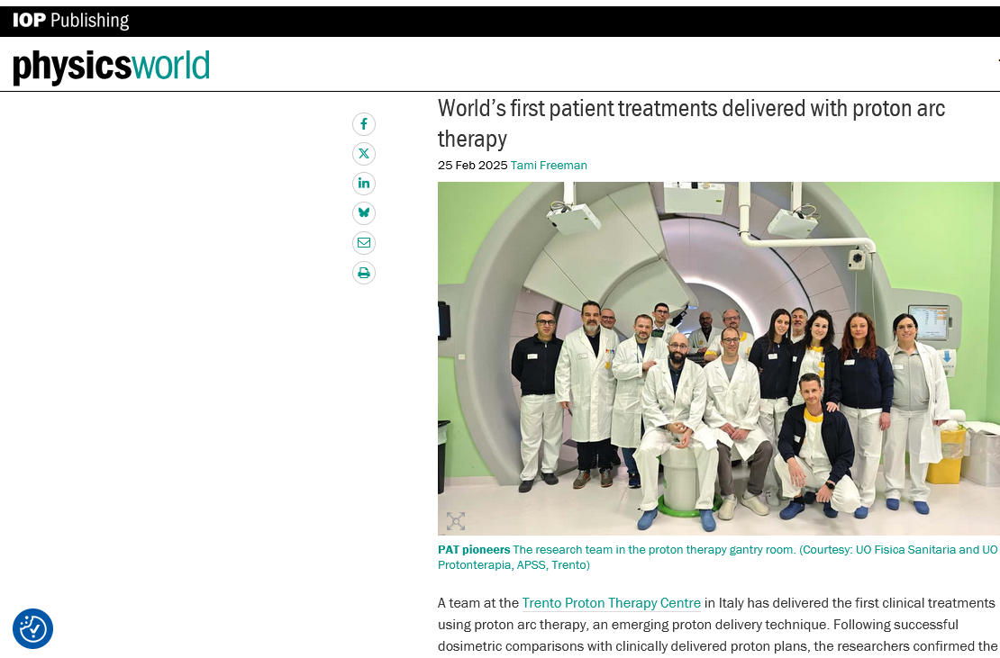 IOP Publishing
physicsworld
World’s first patient treatments delivered with proton arc
therapy
25 Feb 2025 Tami Freeman
PAT pioneers The research team in the proton therapy gantry room. (Courtesy: UO Fisica Sanitaria and UO
Protonterapia, APSS, Trento)
A team at the Trento Proton Therapy Centre in Italy has delivered the first clinical treatments
using proton arc therapy, an emerging proton delivery technique. Following successful
dosimetric comparisons with clinically delivered proton plans, the researchers confirmed the